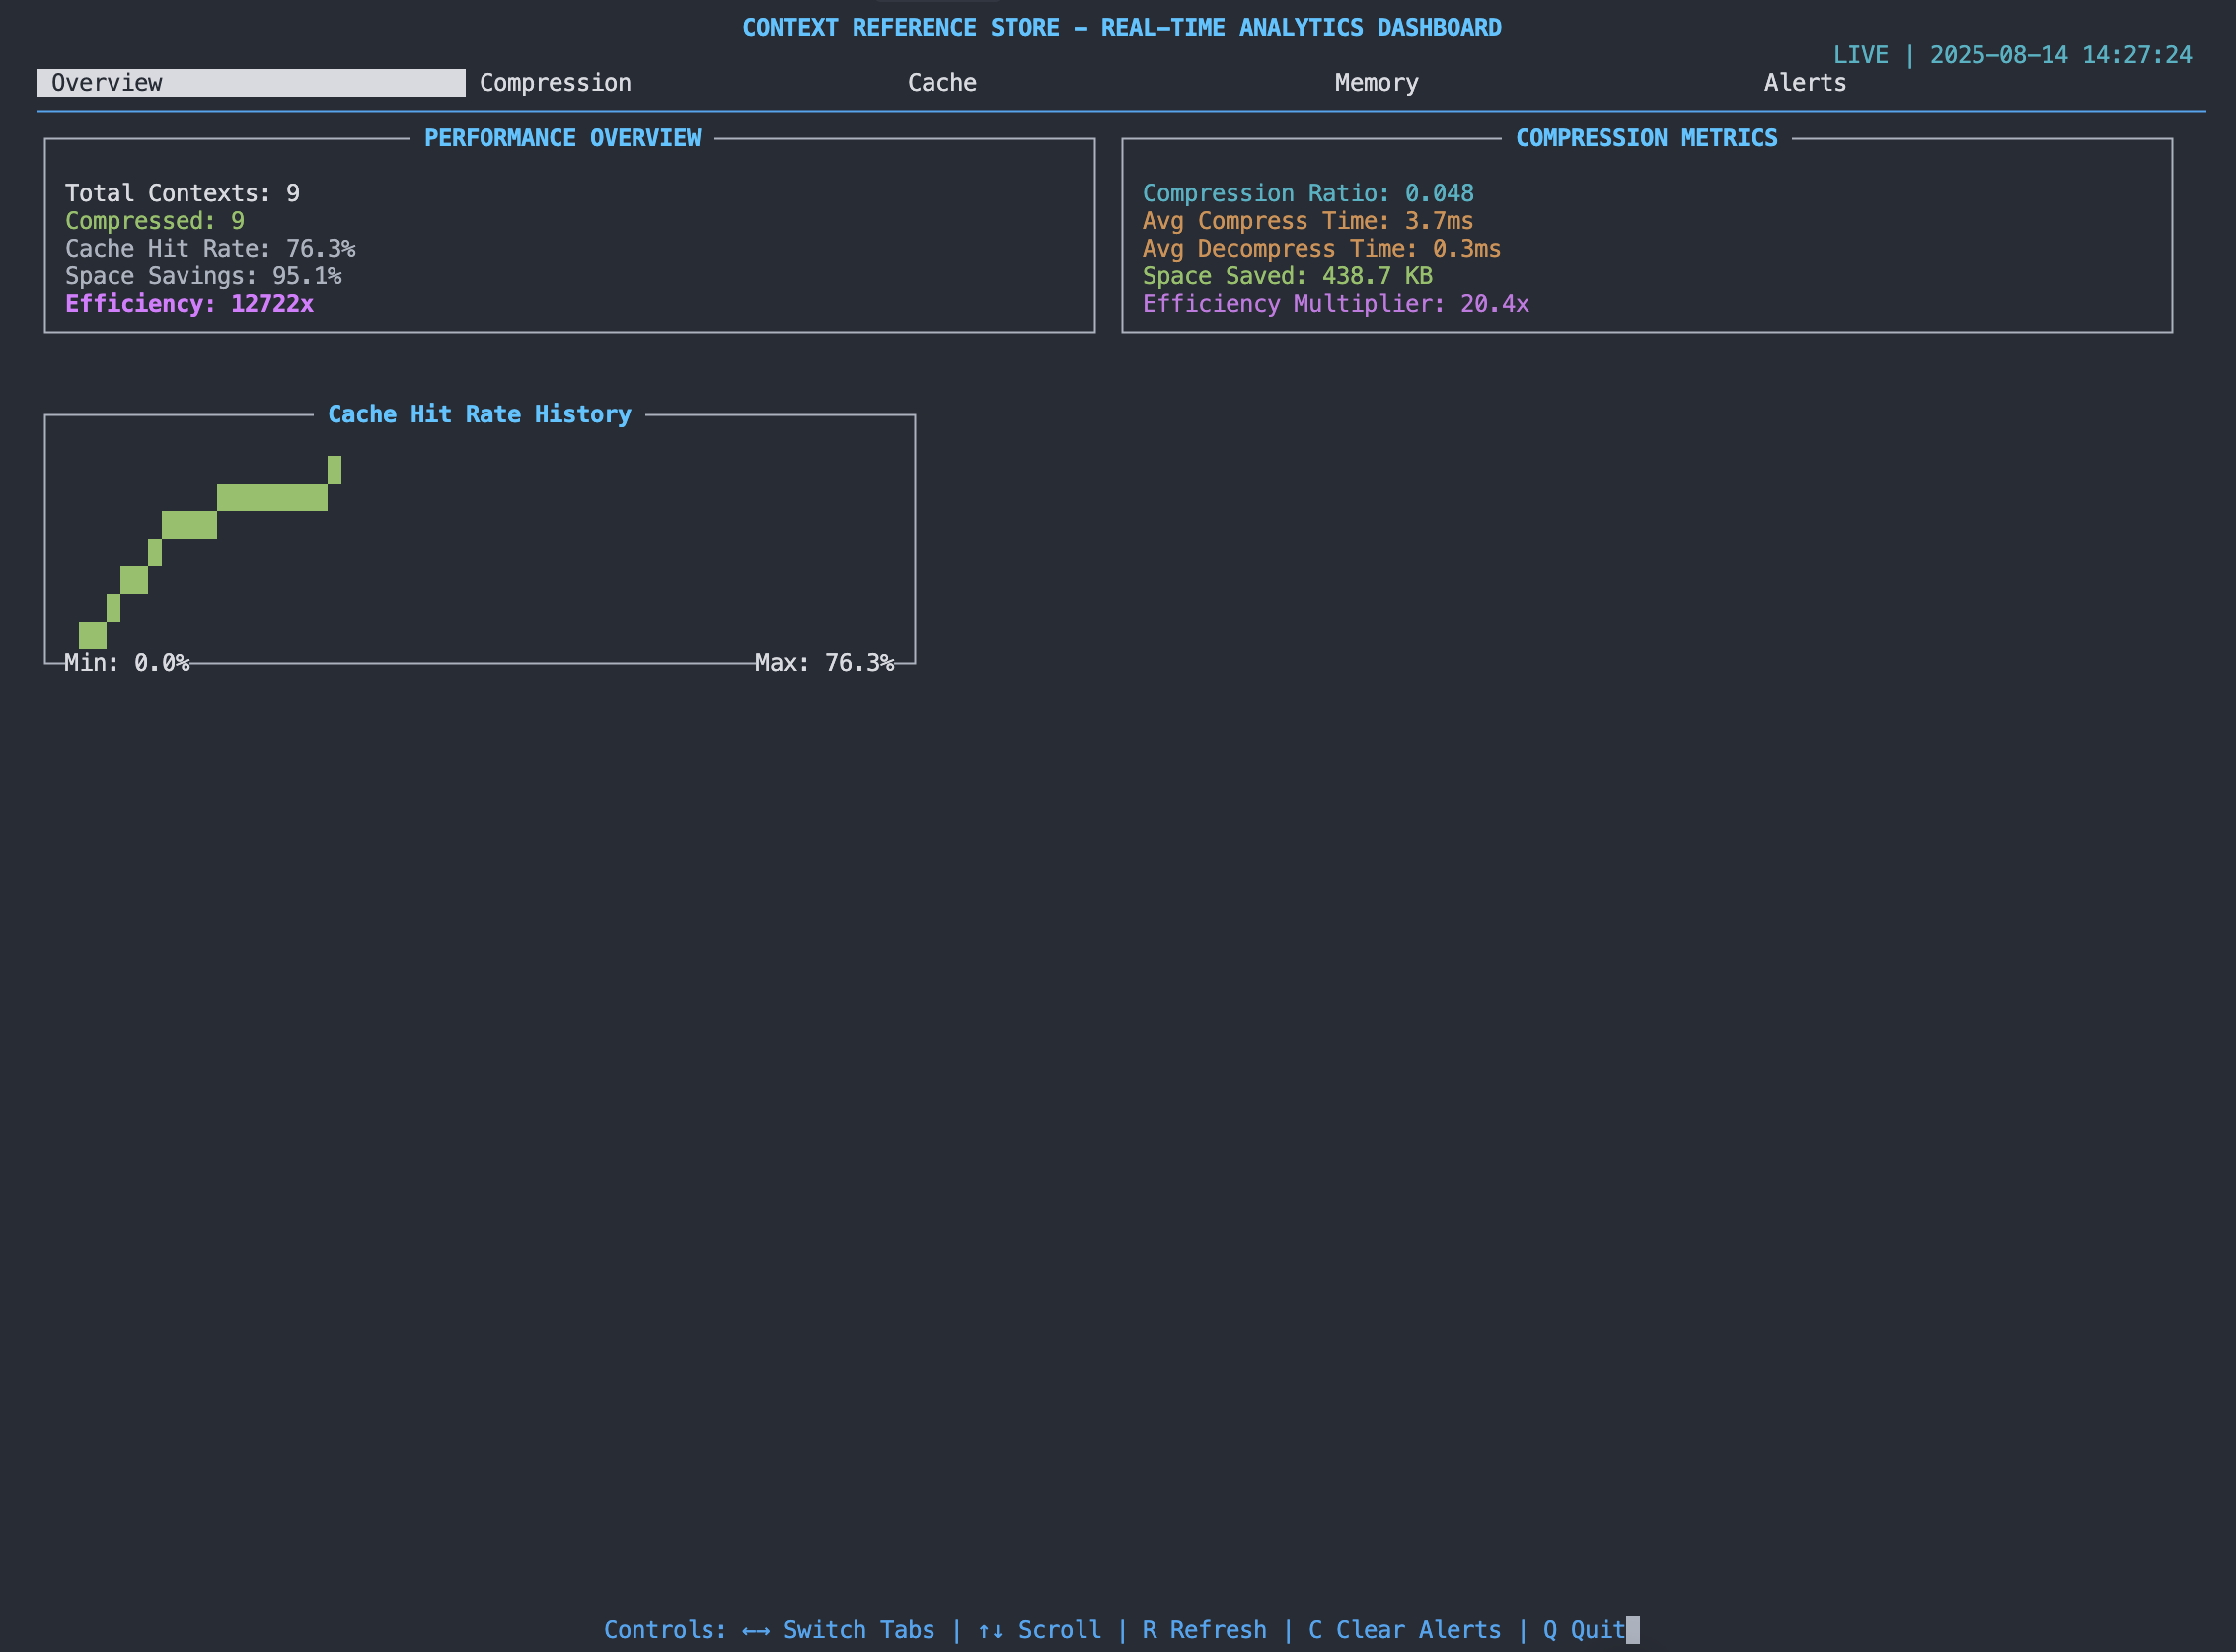 CONTEXT REFERENCE STORE – REAL–TIME ANALYTICS DASHBOARD
LIVE | 2025–08–14 14:27:24
Overview Compression Cache Memory Alerts
PERFORMANCE OVERVIEW
Total Contexts: 9
Compressed: 9
Cache Hit Rate: 76.3%
Space Savings: 95.1%
Efficiency: 12722x
COMPRESSION METRICS
Compression Ratio: 0.048
Avg Compress Time: 3.7ms
Avg Decompress Time: 0.3ms
Space Saved: 438.7 KB
Efficiency Multiplier: 20.4x
Cache Hit Rate History
Min: 0.0% Max: 76.3%
Controls: ←→ Switch Tabs | ↑↓ Scroll | R Refresh | C Clear Alerts | Q Quit